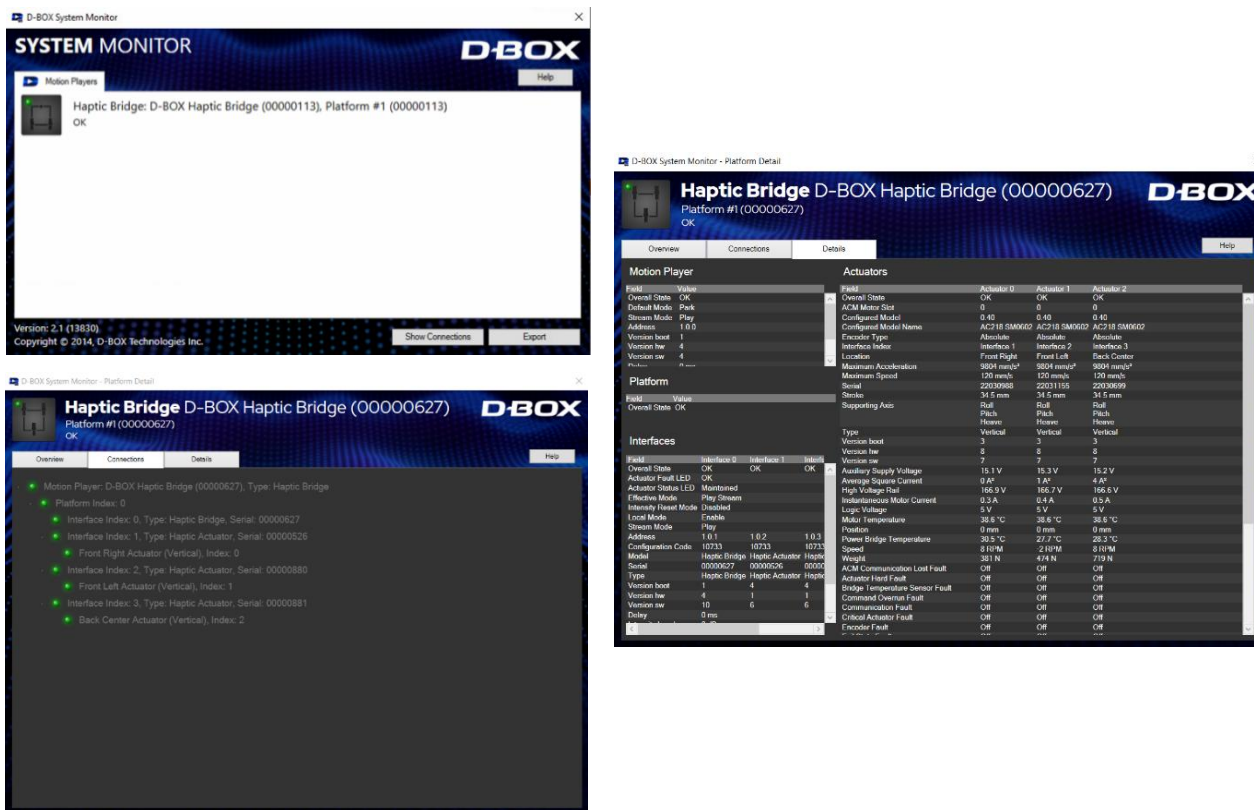 D-BOX System Monitor
SYSTEM MONITOR
D-BOX
Motion Players
Help
Haptic Bridge: D-BOX Haptic Bridge (00000113), Platform #1 (00000113)
OK
Version: 2.1 (13830)
Copyright © 2014, D-BOX Technologies Inc.
Show Connections
Export
D-BOX System Monitor - Platform Detail
Haptic Bridge D-BOX Haptic Bridge (00000627)
D-BOX
Platform #1 (00000627)
OK
Overview Connections Details
Help
Motion Player: D-BOX Haptic Bridge (00000627), Type: Haptic Bridge
Platform Index: 0
Interface Index: 0, Type: Haptic Bridge, Serial: 00000627
Interface Index: 1, Type: Haptic Actuator, Serial: 00000526
Front Right Actuator (Vertical), Index: 0
Interface Index: 2, Type: Haptic Actuator, Serial: 00000880
Front Left Actuator (Vertical), Index: 1
Interface Index: 3, Type: Haptic Actuator, Serial: 00000881
Back Center Actuator (Vertical), Index: 2
D-BOX System Monitor - Platform Detail
Haptic Bridge D-BOX Haptic Bridge (00000627)
D-BOX
Platform #1 (00000627)
OK
Overview Connections Details
Help
Motion Player
Field Value
Overall State OK
Default Mode Park
Stream Mode Play
Address 1.0.0
Version boot 1
Version hw 4
Version sw 4
Platform
Field Value
Overall State OK
Interfaces
Field Interface 0 Interface 1
Overall State OK OK OK
Actuator Fault LED OK
Actuator Status LED Maintained
Effective Mode Play Stream
Intensity Reset Mode Disabled
Local Mode Enable
Stream Mode Play
Address 1.0.1 1.0.2 1.0.3
Configuration Code 10733 10733 10733
Model Haptic Bridge Haptic Actuator Haptic
Serial 00000627 00000526 00000
Type Haptic Bridge Haptic Actuator Haptic
Version boot 1 4 4
Version hw 4 1 1
Version sw 10 6 6
Delay 0 ms
Actuators
Field Actuator 0 Actuator 1 Actuator 2
Overall State OK OK OK
ACM Motor Slot 0 0 0
Configured Model 0.40 0.40 0.40
Configured Model Name AC218 SM0602 AC218 SM0602 AC218 SM0602
Encoder Type Absolute Absolute Absolute
Interface Index Interface 1 Interface 2 Interface 3
Location Front Right Front Left Back Center
Maximum Acceleration 9804 mm/s² 9804 mm/s² 9804 mm/s²
Maximum Speed 120 mm/s 120 mm/s 120 mm/s
Serial 22030988 22031155 22030699
Stroke 34.5 mm 34.5 mm 34.5 mm
Supporting Axis Roll Roll Roll
Pitch Pitch Pitch
Heave Heave Heave
Type Vertical Vertical Vertical
Version boot 3 3 3
Version hw 8 8 8
Version sw 7 7 7
Auxiliary Supply Voltage 15.1 V 15.3 V 15.2 V
Average Square Current 0 A² 1 A² 4 A²
High Voltage Rail 166.9 V 166.7 V 166.6 V
Instantaneous Motor Current 0.3 A 0.4 A 0.5 A
Logic Voltage 5 V 5 V 5 V
Motor Temperature 38.6 °C 38.6 °C 38.6 °C
Position 0 mm 0 mm 0 mm
Power Bridge Temperature 30.5 °C 27.7 °C 28.3 °C
Speed 8 RPM -2 RPM 8 RPM
Weight 381 N 474 N 719 N
ACM Communication Lost Fault Off Off Off
Actuator Hard Fault Off Off Off
Bridge Temperature Sensor Fault Off Off Off
Command Overrun Fault Off Off Off
Communication Fault Off Off Off
Critical Actuator Fault Off Off Off
Encoder Fault Off Off Off